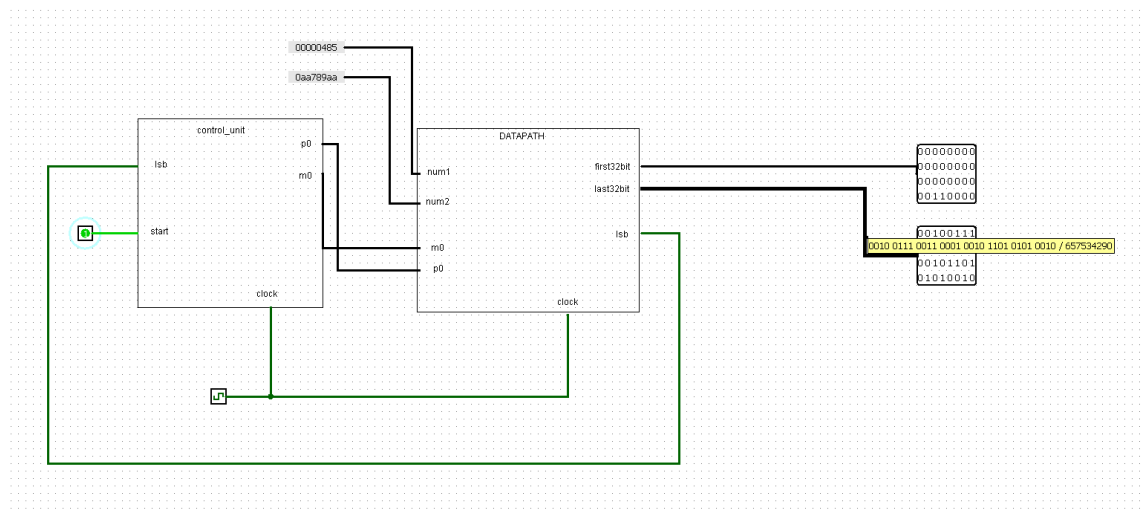 00000485
0aa789aa
control_unit
lsb
p0
m0
start
clock
DATAPATH
num1
num2
m0
p0
first32bit
last32bit
lsb
clock
00000000
00000000
00000000
00110000
00100111
0010 0111 0011 0001 0010 1101 0101 0010 / 657534290
00101101
01010010